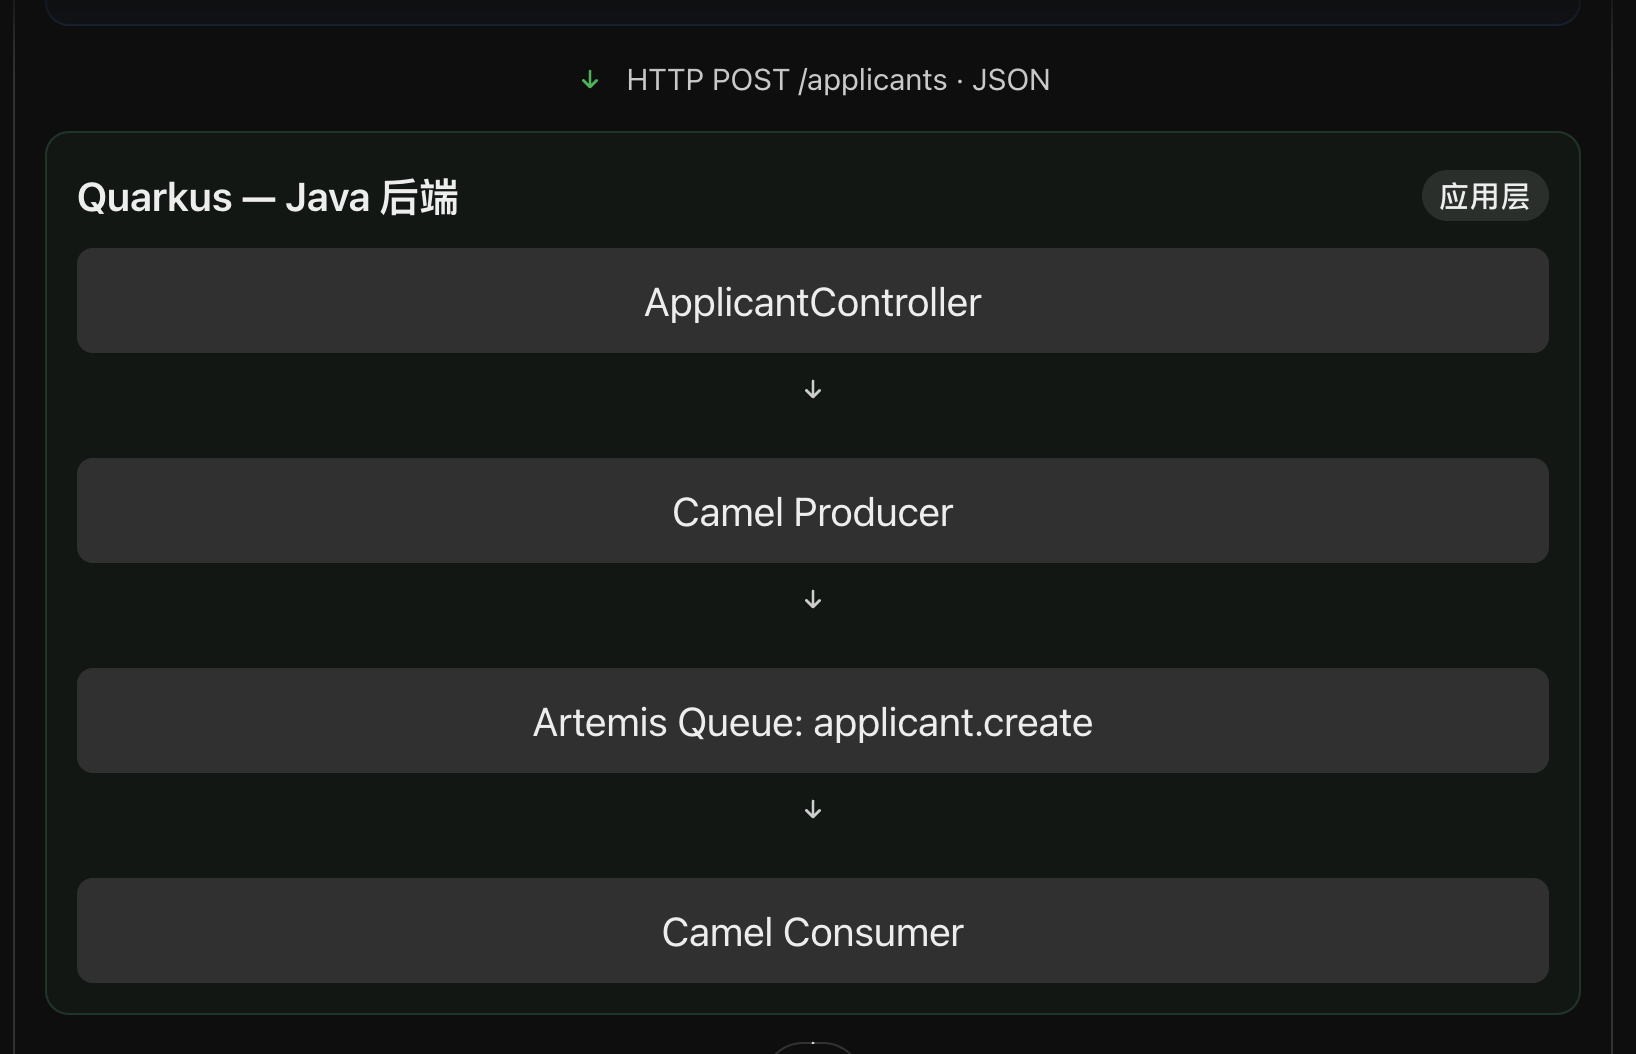 ↓ HTTP POST /applicants · JSON
Quarkus — Java 后端
应用层
ApplicantController
↓
Camel Producer
↓
Artemis Queue: applicant.create
↓
Camel Consumer